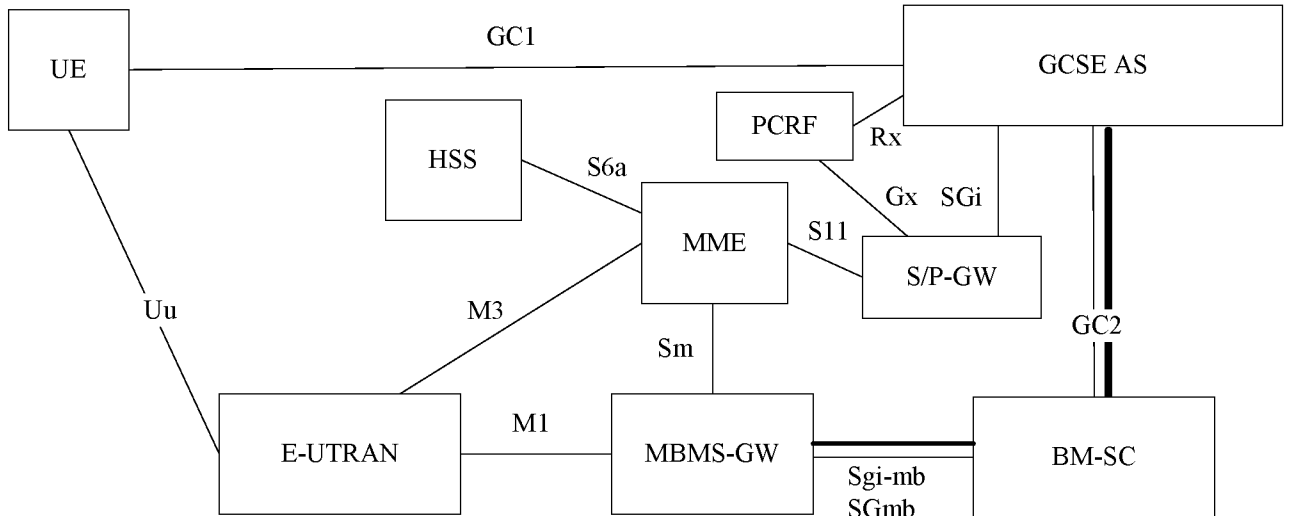 GC1
UE
GCSE AS
PCRF
Rx
HSS
S6a
Gx
SGi
MME
S11
S/P-GW
Uu
M3
GC2
Sm
M1
E-UTRAN
MBMS-GW
BM-SC
Sgi-mb
SGmb